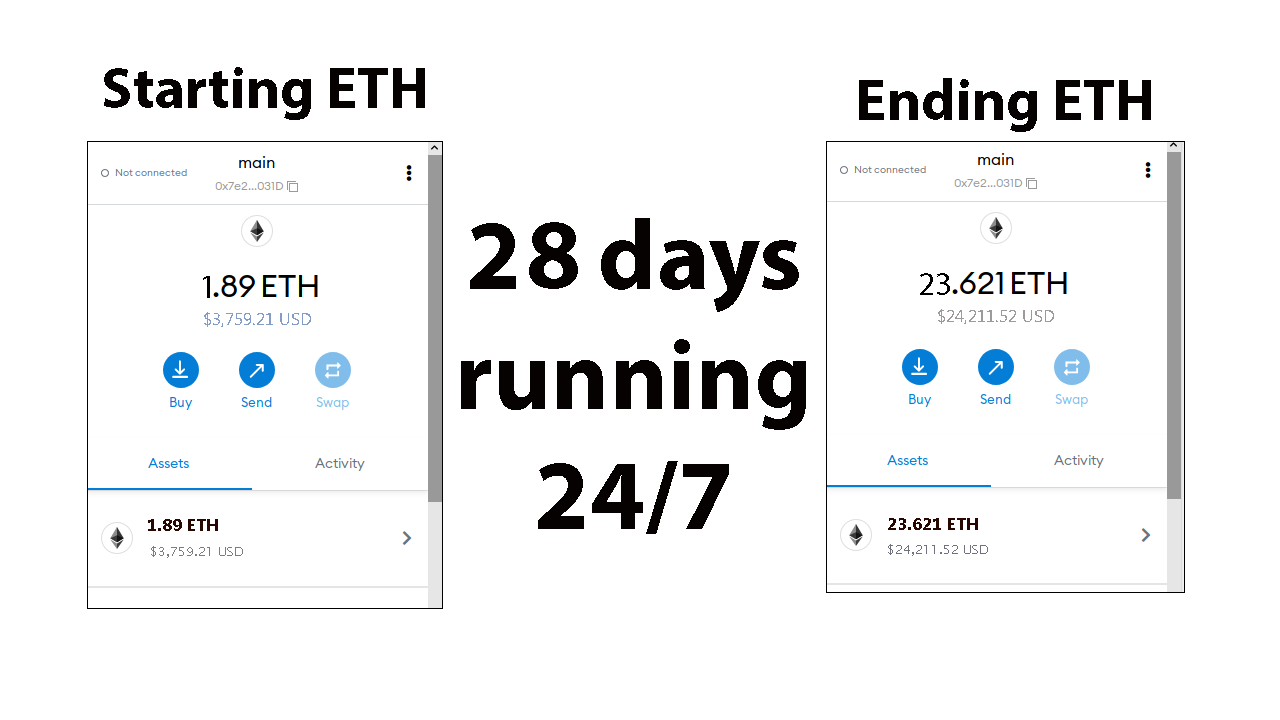 Starting ETH
Not connected
main
0x7e2...031D
1.89 ETH
$3,759.21 USD
Buy
Send
Swap
Assets
Activity
1.89 ETH
$3,759.21 USD
28 days
running
24/7
Ending ETH
Not connected
main
0x7e2...031D
23.621 ETH
$24,211.52 USD
Buy
Send
Swap
Assets
Activity
23.621 ETH
$24,211.52 USD